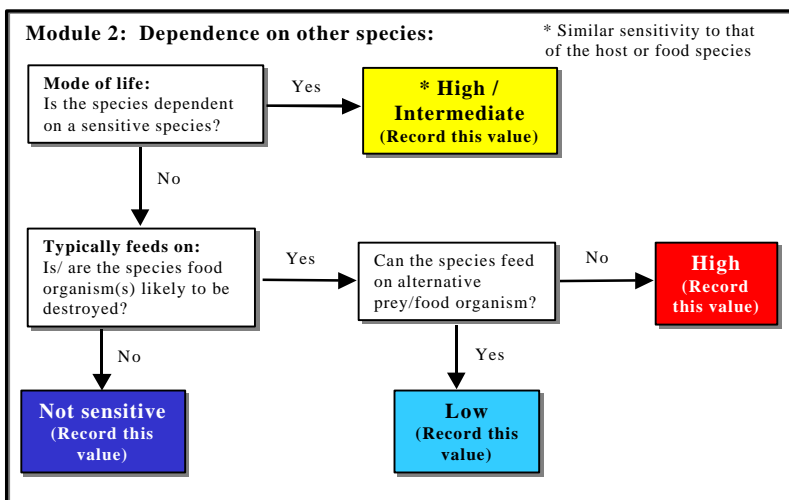 Module 2:  Dependence on other species:
* Similar sensitivity to that
of the host or food species
Mode of life:
Is the species dependent
on a sensitive species?
Yes
* High /
Intermediate
(Record this value)
No
Typically feeds on:
Is/ are the species food
organism(s) likely to be
destroyed?
Yes
Can the species feed
on alternative
prey/food organism?
No
High
(Record
this value)
No
Yes
Not sensitive
(Record this
value)
Low
(Record this
value)